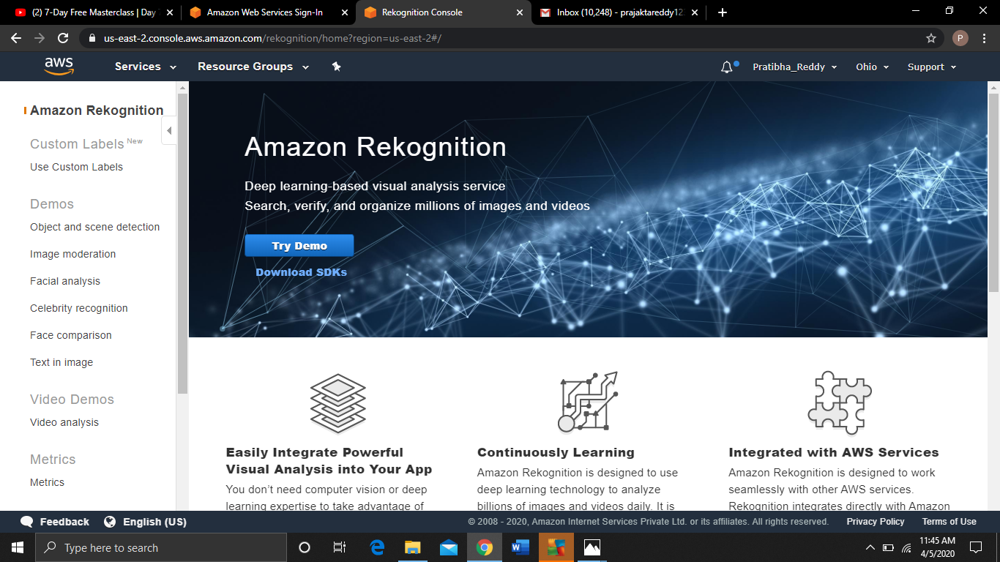 (2) 7-Day Free Masterclass | Day
Amazon Web Services Sign-In
Rekognition Console
Inbox (10,248) - prajaktareddy12
us-east-2.console.aws.amazon.com/rekognition/home?region=us-east-2#/
P
aws
Services
Resource Groups
Pratibha_Reddy
Ohio
Support
Amazon Rekognition
Custom Labels New
Use Custom Labels
Demos
Object and scene detection
Image moderation
Facial analysis
Celebrity recognition
Face comparison
Text in image
Video Demos
Video analysis
Metrics
Metrics
Amazon Rekognition
Deep learning-based visual analysis service
Search, verify, and organize millions of images and videos
Try Demo
Download SDKs
Easily Integrate Powerful
Visual Analysis into Your App
You don't need computer vision or deep
learning expertise to take advantage of
Continuously Learning
Amazon Rekognition is designed to use
deep learning technology to analyze
billions of images and videos daily. It is
Integrated with AWS Services
Amazon Rekognition is designed to work
seamlessly with other AWS services.
Rekognition integrates directly with Amazon
Feedback
English (US)
© 2008 - 2020, Amazon Internet Services Private Ltd. or its affiliates. All rights reserved.
Privacy Policy
Terms of Use
Type here to search
11:45 AM
4/5/2020